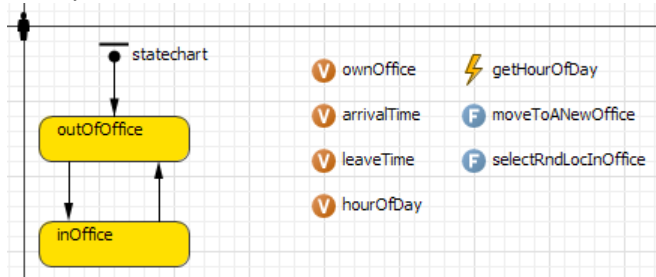 statechart
outOfOffice
inOffice
V ownOffice
V arrivalTime
V leaveTime
V hourOfDay
getHourOfDay
F moveToANewOffice
F selectRndLocInOffice